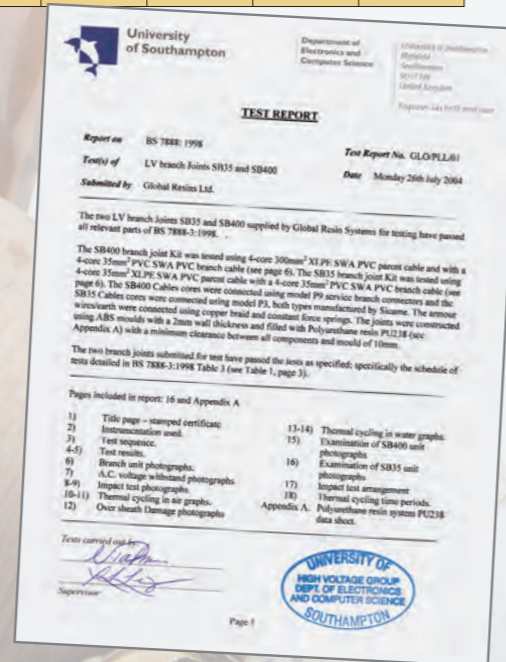 University
of Southampton
Department of
Electronics and
Computer Science
University of Southampton
Highfield
Southampton
United Kingdom
TEST REPORT
Report on BS 7888: 1998
Test(s) of LV branch Joints SB35 and SB400
Submitted by Global Resins Ltd.
Test Report No. GLO/PLL/01
Date Monday 26th July 2004
The two LV branch Joints SB35 and SB400 supplied by Global Resin Systems for testing have passed
all relevant parts of BS 7888-3:1998. .
The SB400 branch joint Kit was tested using 4-core 300mm² XLPE SWA PVC parent cable and with a
4-core 35mm² PVC SWA PVC branch cable (see page 6). The SB35 branch joint Kit was tested using
4-core 35mm² XLPE SWA PVC parent cable with a 4-core 35mm² PVC SWA PVC branch cable (see
page 6). The SB400 Cables cores were connected using model P9 service branch connectors and the
SB35 Cables cores were connected using model P3, both types manufactured by Sicame. The armour
wires/earth were connected using copper braid and constant force springs. The joints were constructed
using ABS moulds with a 2mm wall thickness and filled with Polyurethane resin PU238 (see
Appendix A) with a minimum clearance between all components and mould of 10mm.
The two branch joints submitted for test have passed the tests as specified; specifically the schedule of
tests detailed in BS 7888-3:1998 Table 3 (see Table 1, page 3).
Pages included in report: 16 and Appendix A
1) Title page – stamped certificate
2) Instrumentation used.
3) Test sequence.
4-5) Test results.
6) Branch unit photographs.
7) A.C. voltage withstand photographs
8-9) Impact test photographs
10-11) Thermal cycling in air graphs.
12) Over sheath Damage photographs
13-14) Thermal cycling in water graphs.
15) Examination of SB400 unit
photographs
16) Examination of SB35 unit
photographs
17) Impact test arrangement
18) Thermal cycling time periods.
Appendix A. Polyurethane resin system PU238
data sheet.
Tests carried out by
Supervisor
UNIVERSITY OF
HIGH VOLTAGE GROUP
DEPT. OF ELECTRONICS
AND COMPUTER SCIENCE
SOUTHAMPTON
Page 1